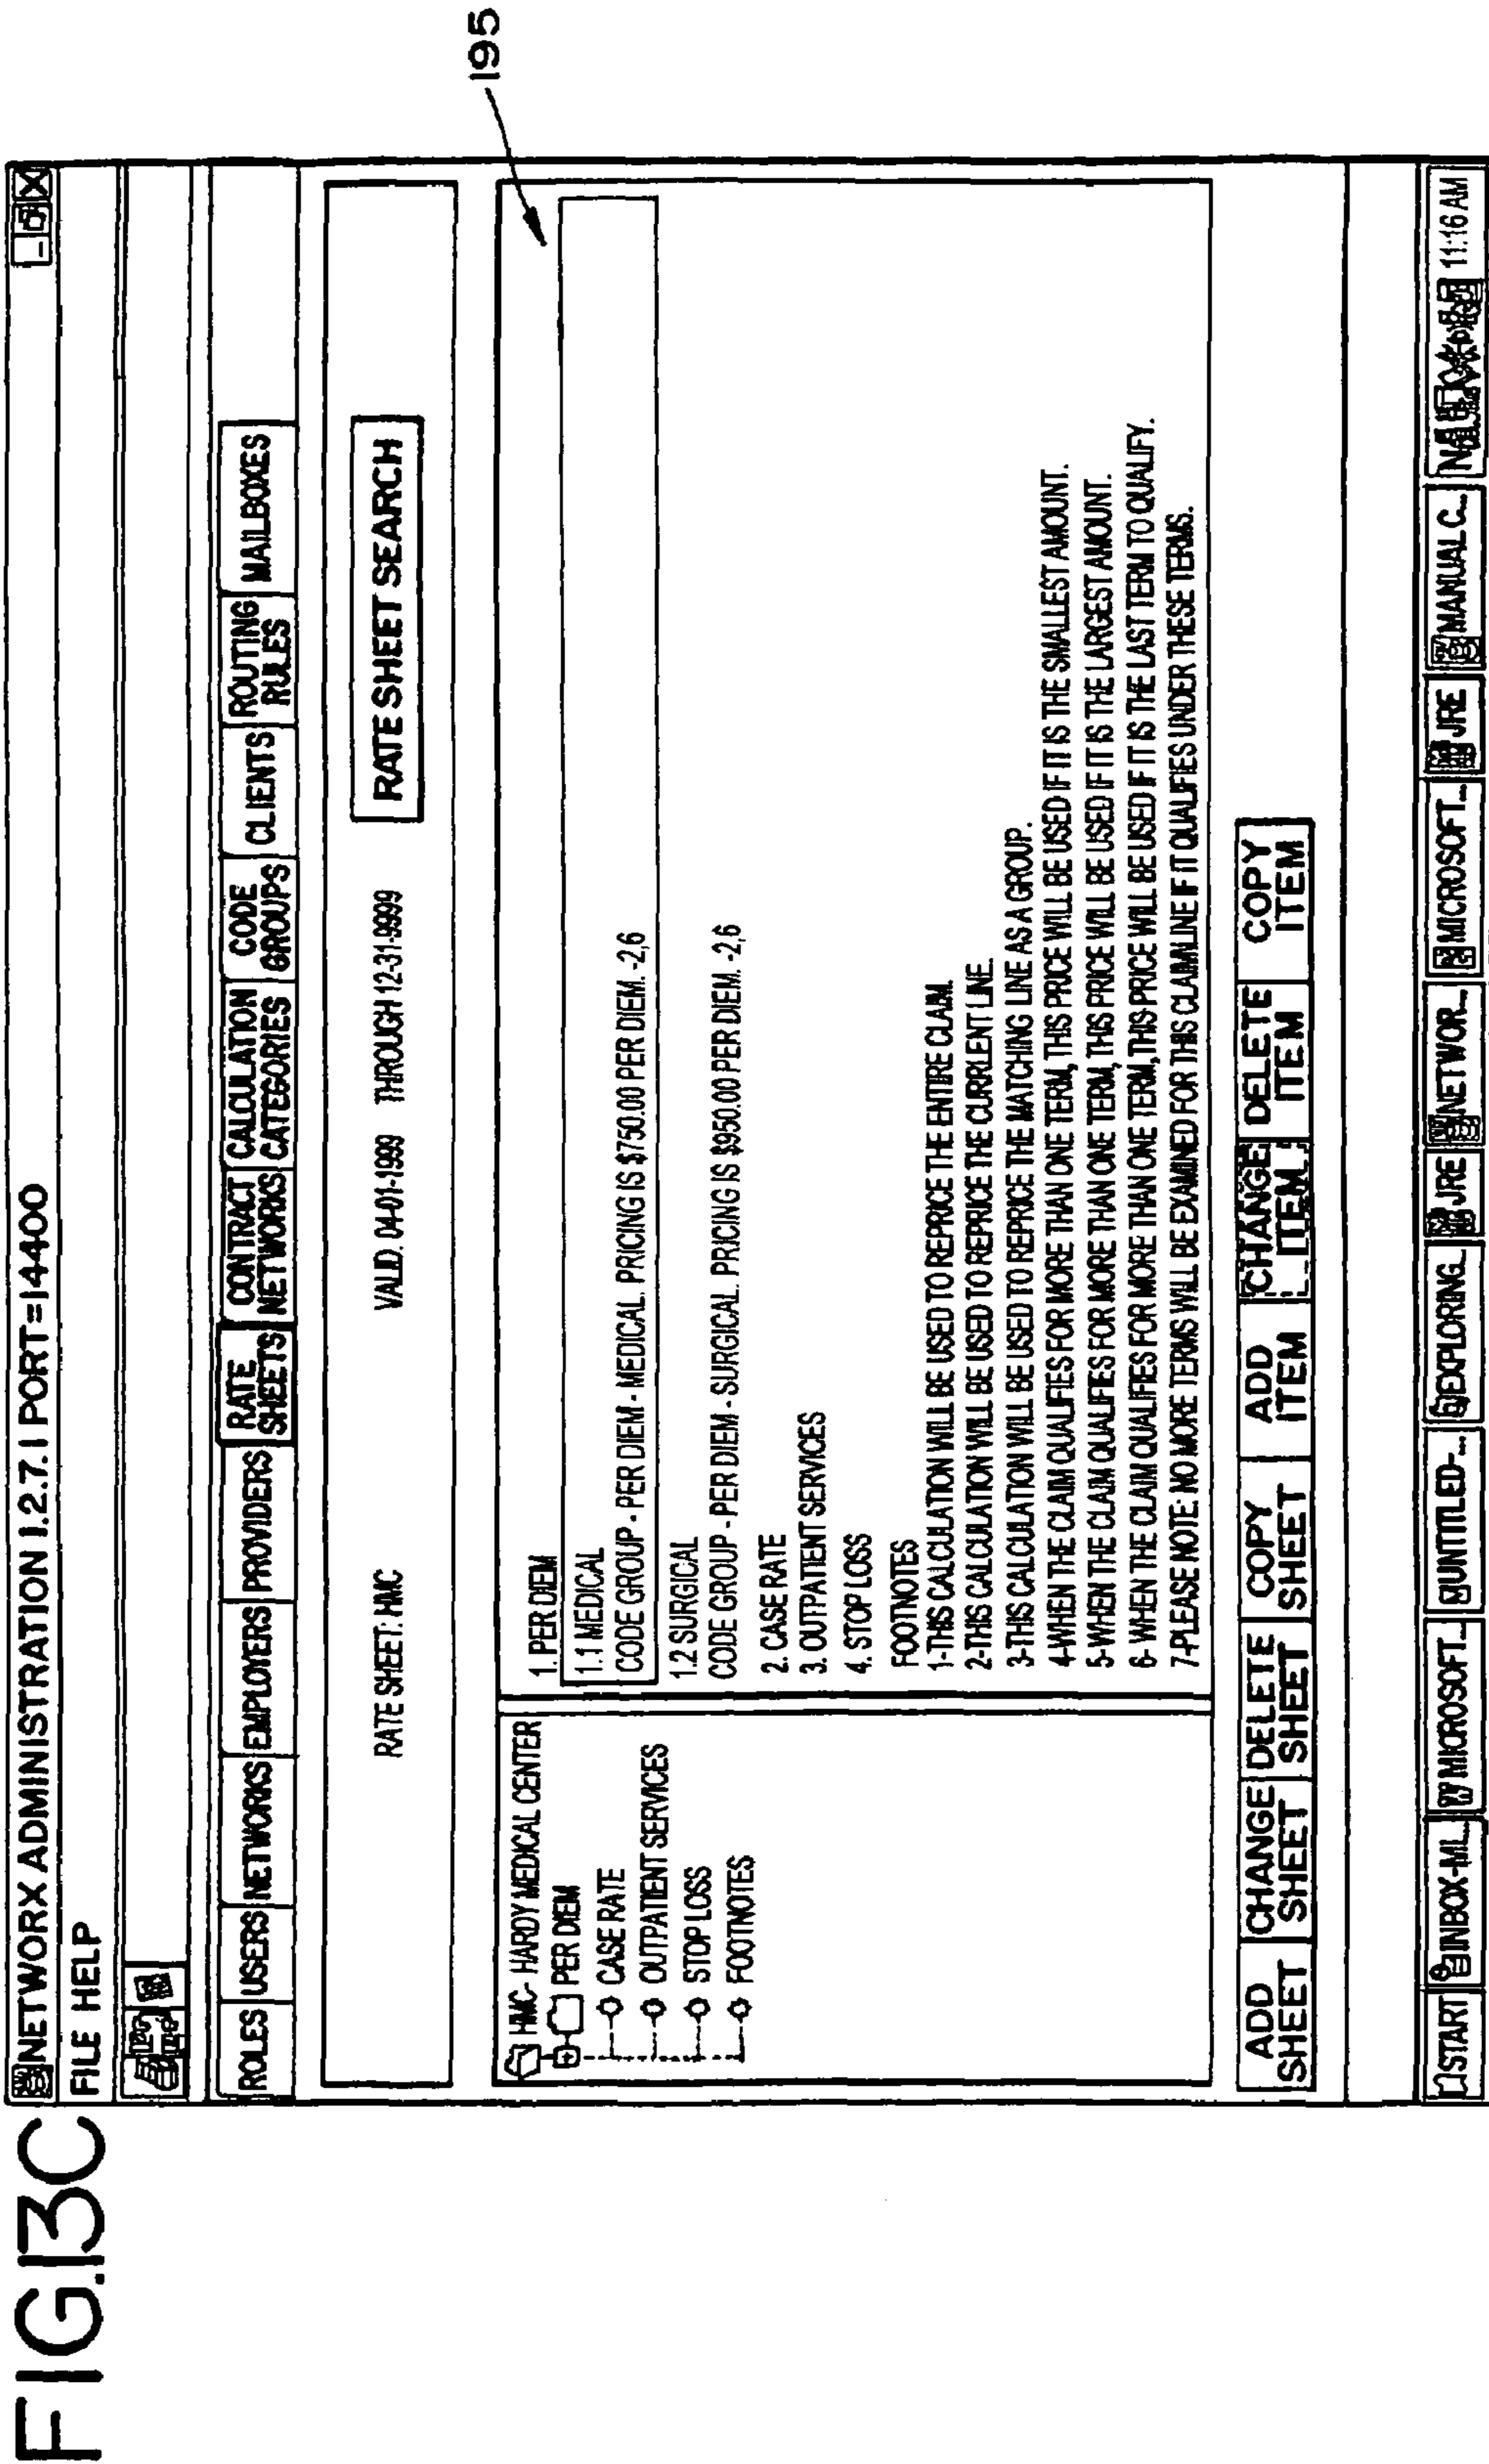 FIG.13C
195
NETWORX ADMINISTRATION 1.2.7.1 PORT=14400
FILE HELP
ROLES USERS NETWORKS EMPLOYERS PROVIDERS RATE SHEETS CONTRACT NETWORKS CALCULATION CATEGORIES CODE GROUPS CLIENTS ROUTING RULES MAILBOXES
RATE SHEET: HMC VALID. 04-01-1999 THROUGH 12-31-9999 RATE SHEET SEARCH
HMC- HARDY MEDICAL CENTER
PER DIEM
CASE RATE
OUTPATIENT SERVICES
STOP LOSS
FOOTNOTES
1. PER DIEM
1.1 MEDICAL
CODE GROUP - PER DIEM - MEDICAL. PRICING IS $750.00 PER DIEM. -2,6
1.2 SURGICAL
CODE GROUP - PER DIEM - SURGICAL. PRICING IS $950.00 PER DIEM. -2,6
2. CASE RATE
3. OUTPATIENT SERVICES
4. STOP LOSS
FOOTNOTES
1-THIS CALCULATION WILL BE USED TO REPRICE THE ENTIRE CLAIM.
2-THIS CALCULATION WILL BE USED TO REPRICE THE CURRLENT LINE.
3-THIS CALCULATION WILL BE USED TO REPRICE THE MATCHING LINE AS A GROUP.
4-WHEN THE CLAIM QUALIFIES FOR MORE THAN ONE TERM, THIS PRICE WILL BE USED IF IT IS THE SMALLEST AMOUNT.
5-WHEN THE CLAIM QUALIFIES FOR MORE THAN ONE TERM, THIS PRICE WILL BE USED IF IT IS THE LARGEST AMOUNT.
6- WHEN THE CLAIM QUALIFIES FOR MORE THAN ONE TERM, THIS PRICE WILL BE USED IF IT IS THE LAST TERM TO QUALIFY.
7-PLEASE NOTE: NO MORE TERMS WILL BE EXAMINED FOR THIS CLAIMLINE IF IT QUALIFIES UNDER THESE TERMS.
ADD SHEET CHANGE SHEET DELETE SHEET COPY SHEET ADD ITEM CHANGE ITEM DELETE ITEM COPY ITEM
START INBOX-MI... MICROSOFT... UNTITLED-... EXPLORING... JRE NETWOR... MICROSOFT... JRE MANUAL C... 11:16 AM